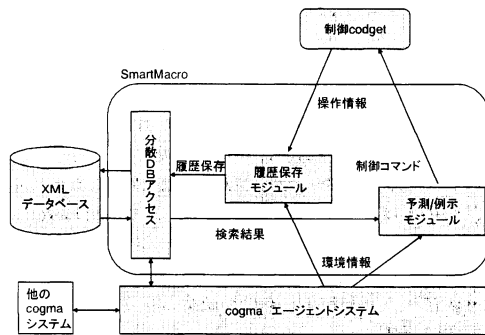 制御codget
SmartMacro
操作情報
分散DBアクセス
履歴保存
履歴保存
モジュール
制御コマンド
XML
データベース
予測/例示
モジュール
検索結果
環境情報
他の
cogma
システム
cogma エージェントシステム